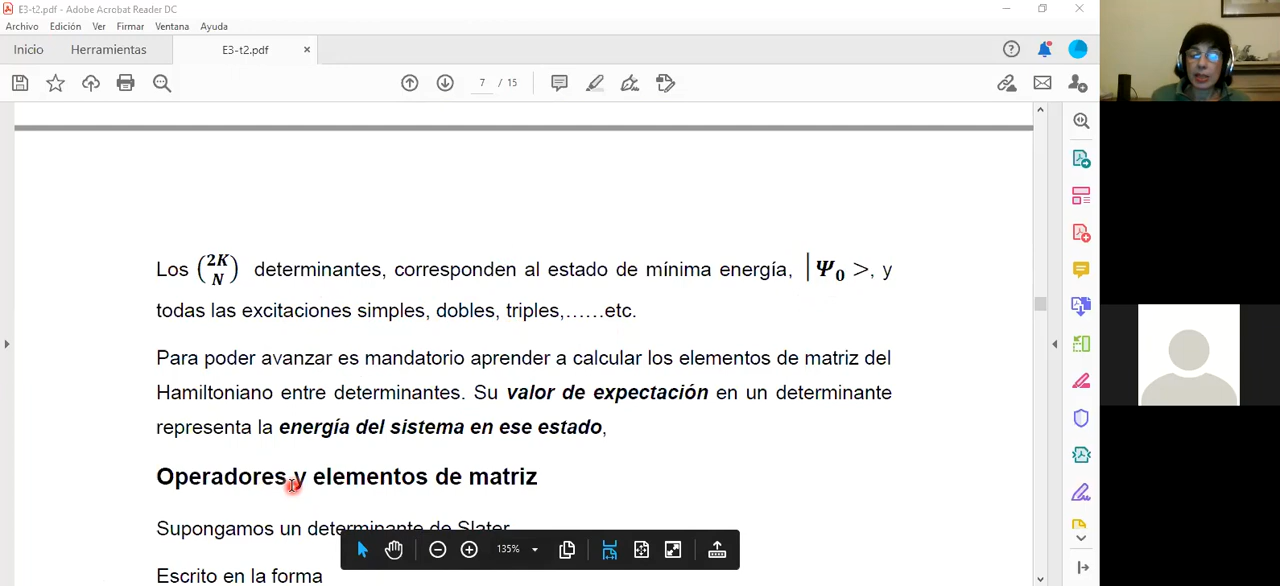 E3-t2.pdf - Adobe Acrobat Reader DC
Archivo Edición Ver Firmar Ventana Ayuda
Inicio Herramientas E3-t2.pdf ×
7 / 15
Los (2K N) determinantes, corresponden al estado de mínima energía, |Ψ₀ >, y
todas las excitaciones simples, dobles, triples,……etc.
Para poder avanzar es mandatorio aprender a calcular los elementos de matriz del
Hamiltoniano entre determinantes. Su valor de expectación en un determinante
representa la energía del sistema en ese estado,
Operadores y elementos de matriz
Supongamos un determinante de Slater
135%
Escrito en la forma